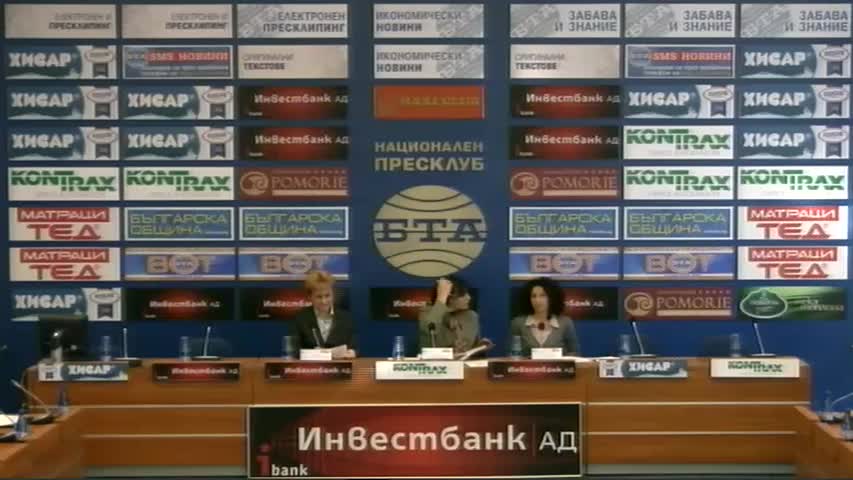 ЕЛЕКТРОНЕН И
ПРЕСКЛИПИНГ
ЕЛЕКТРОНЕН И
ПРЕСКЛИПИНГ
ЕЛЕКТРОНЕН
ПРЕСКЛИПИНГ
ИКОНОМИЧЕСКИ
НОВИНИ
ЗАБАВА
И ЗНАНИЕ
ЗАБАВА
И ЗНАНИЕ
ЗАБАВА
И ЗНАНИЕ
ХИСАР
SMS НОВИНИ
ОРИГИНАЛНИ
ТЕКСТОВЕ
ИКОНОМИЧЕСКИ
НОВИНИ
ОРИГИНАЛНИ
ТЕКСТОВЕ
SMS НОВИНИ
ХИСАР
ХИСАР
ХИСАР
ИНВЕСТБАНК АД
ИНВЕСТБАНК АД
ХИСАР
ХИСАР
ХИСАР
ХИСАР
ИНВЕСТБАНК АД
НАЦИОНАЛЕН
ПРЕСКЛУБ
ИНВЕСТБАНК АД
KONTRAX
KONTRAX
KONTRAX
KONTRAX
POMORIE
POMORIE
KONTRAX
KONTRAX
МАТРАЦИ
ТЕД
БЪЛГАРСКА
ОБЩИНА
БЪЛГАРСКА
ОБЩИНА
БТА
БЪЛГАРСКА
ОБЩИНА
БЪЛГАРСКА
ОБЩИНА
МАТРАЦИ
ТЕД
МАТРАЦИ
ТЕД
ВОТ
ВОТ
ВОТ
ВОТ
МАТРАЦИ
ТЕД
ХИСАР
ИНВЕСТБАНК АД
ИНВЕСТБАНК АД
POMORIE
ХИСАР
ИНВЕСТБАНК АД
ИНВЕСТБАНК АД
KONTRAX
ИНВЕСТБАНК АД
ХИСАР
KONTRAX
ИНВЕСТБАНК АД
ibank